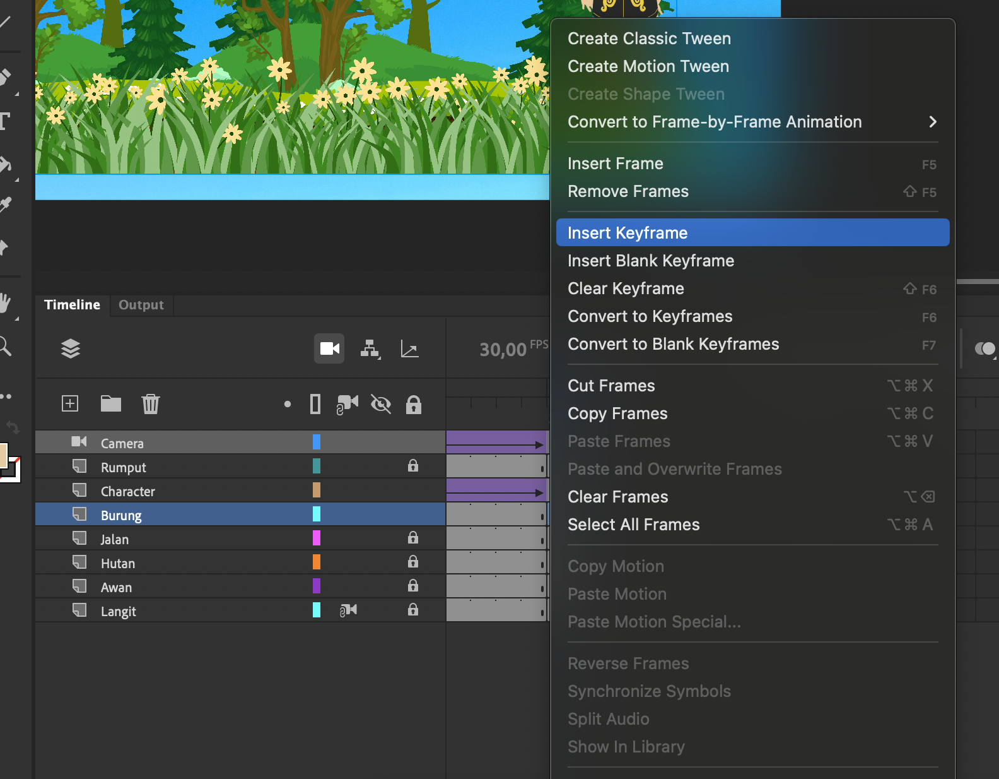 Create Classic Tween
Create Motion Tween
Create Shape Tween
Convert to Frame-by-Frame Animation
Insert Frame F5
Remove Frames ⇧ F5
Insert Keyframe
Insert Blank Keyframe
Clear Keyframe ⇧ F6
Convert to Keyframes F6
Convert to Blank Keyframes F7
Cut Frames ⌥⌘X
Copy Frames ⌥⌘C
Paste Frames ⌥⌘V
Paste and Overwrite Frames
Clear Frames ⌥⌫
Select All Frames ⌥⌘A
Copy Motion
Paste Motion
Paste Motion Special...
Reverse Frames
Synchronize Symbols
Split Audio
Show In Library
Timeline Output
30,00 FPS
Camera
Rumput
Character
Burung
Jalan
Hutan
Awan
Langit